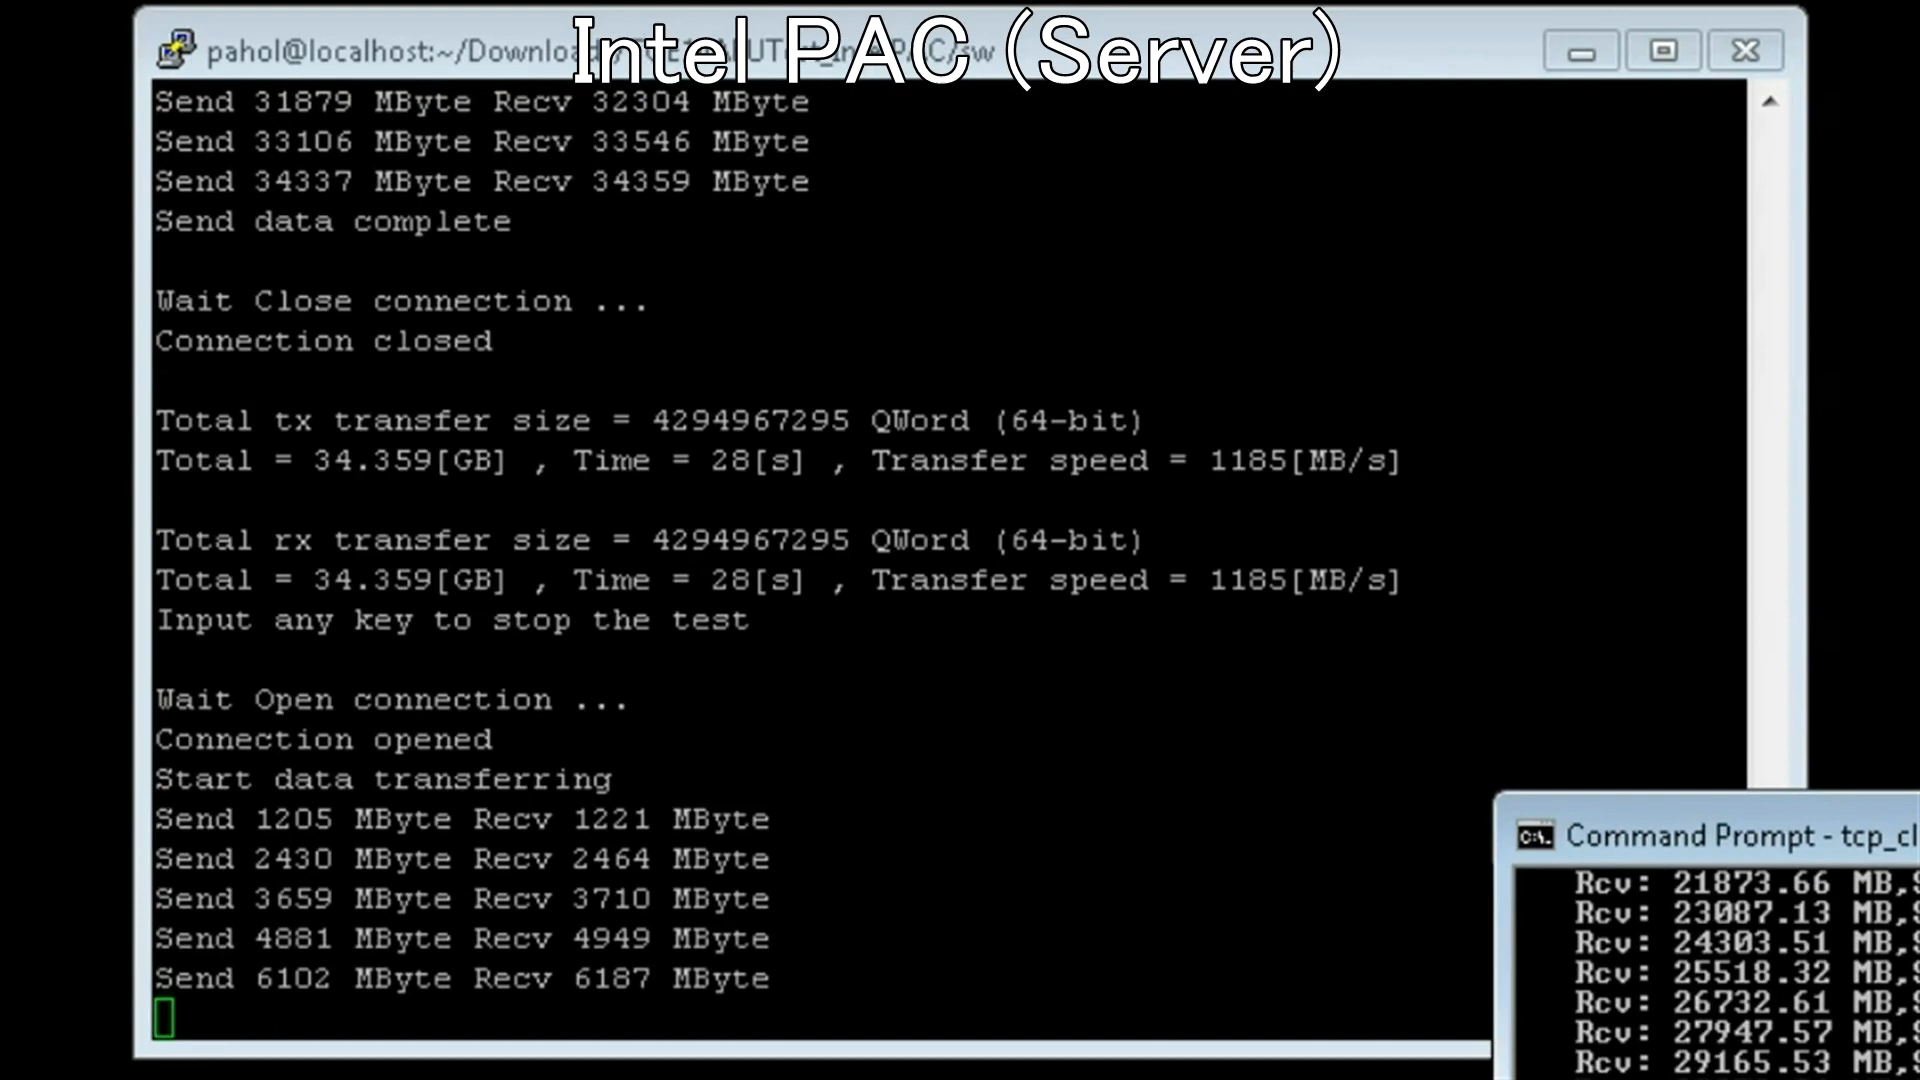 Intel PAC (Server)
pahol@localhost:~/Download
Send 31879 MByte Recv 32304 MByte
Send 33106 MByte Recv 33546 MByte
Send 34337 MByte Recv 34359 MByte
Send data complete
Wait Close connection ...
Connection closed
Total tx transfer size = 4294967295 QWord (64-bit)
Total = 34.359[GB] , Time = 28[s] , Transfer speed = 1185[MB/s]
Total rx transfer size = 4294967295 QWord (64-bit)
Total = 34.359[GB] , Time = 28[s] , Transfer speed = 1185[MB/s]
Input any key to stop the test
Wait Open connection ...
Connection opened
Start data transferring
Send 1205 MByte Recv 1221 MByte
Send 2430 MByte Recv 2464 MByte
Send 3659 MByte Recv 3710 MByte
Send 4881 MByte Recv 4949 MByte
Send 6102 MByte Recv 6187 MByte
Command Prompt - tcp_cl
Rcv: 21873.66 MB,S
Rcv: 23087.13 MB,S
Rcv: 24303.51 MB,S
Rcv: 25518.32 MB,S
Rcv: 26732.61 MB,S
Rcv: 27947.57 MB,S
Rcv: 29165.53 MB,S